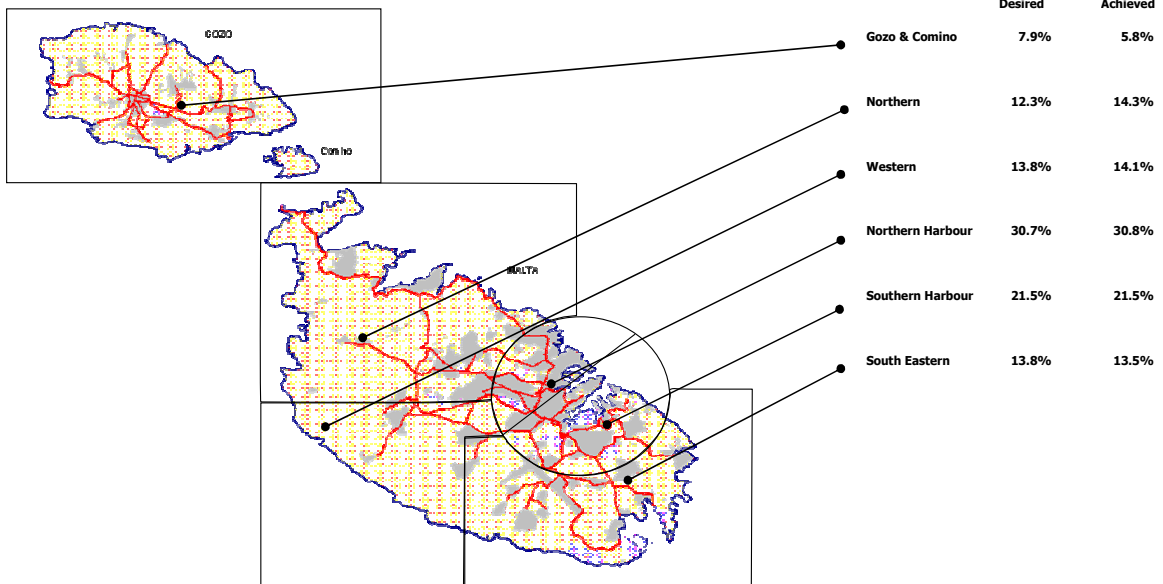 Desired Achieved
GOZO
Gozo & Comino 7.9% 5.8%
Northern 12.3% 14.3%
Comino
Western 13.8% 14.1%
Northern Harbour 30.7% 30.8%
MALTA
Southern Harbour 21.5% 21.5%
South Eastern 13.8% 13.5%